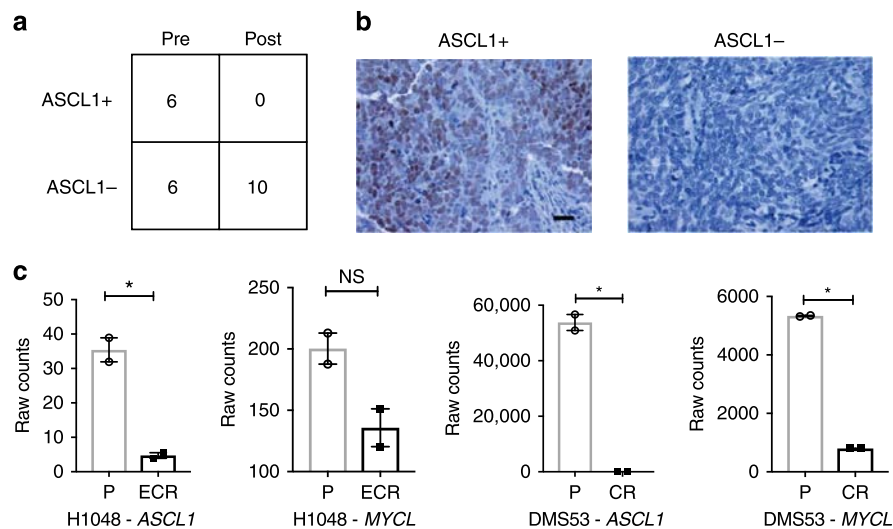 a
Pre Post
ASCL1+ 6 0
ASCL1– 6 10
b
ASCL1+ ASCL1–
c
*
50
40
30
20
10
0
Raw counts
P ECR
H1048 - ASCL1
NS
250
200
150
100
Raw counts
P ECR
H1048 - MYCL
*
60,000
40,000
20,000
0
Raw counts
P CR
DMS53 - ASCL1
*
6000
4000
2000
0
Raw counts
P CR
DMS53 - MYCL